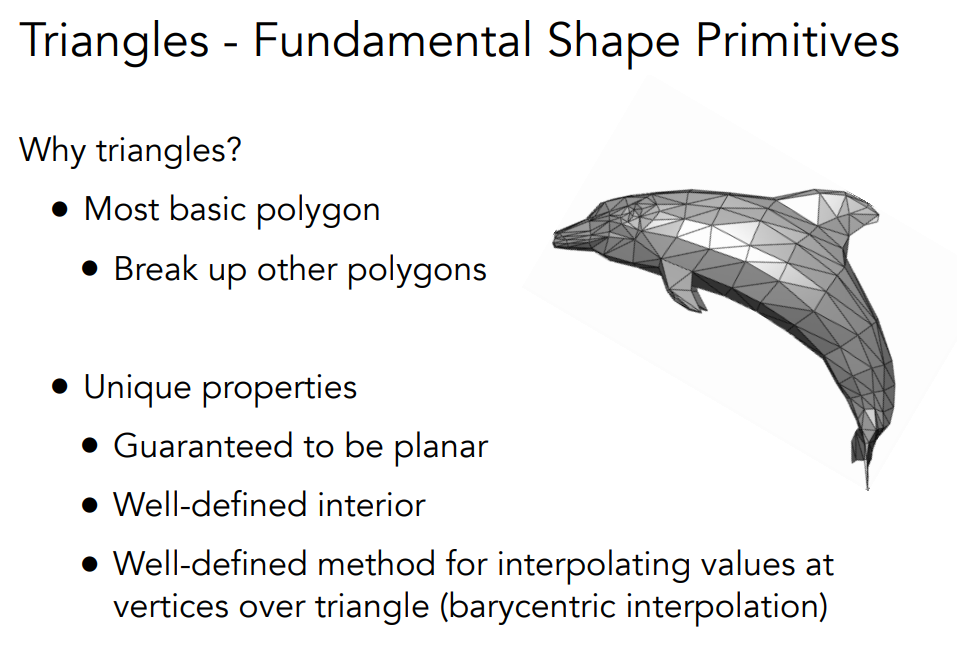 Triangles - Fundamental Shape Primitives
Why triangles?
• Most basic polygon
• Break up other polygons
• Unique properties
• Guaranteed to be planar
• Well-defined interior
• Well-defined method for interpolating values at
vertices over triangle (barycentric interpolation)